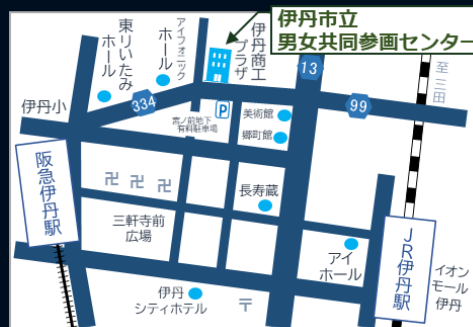 伊丹市立
男女共同参画センター
東リいたみ
ホール
アイフォニック
ホール
伊丹商工
プラザ
13
至 三田
伊丹小
334
P
宮ノ前地下
有料駐車場
美術館
郷町館
99
阪急伊丹駅
卍 卍 卍
長寿蔵
三軒寺前
広場
アイ
ホール
JR伊丹駅
イオン
モール
伊丹
伊丹
シティホテル
〒